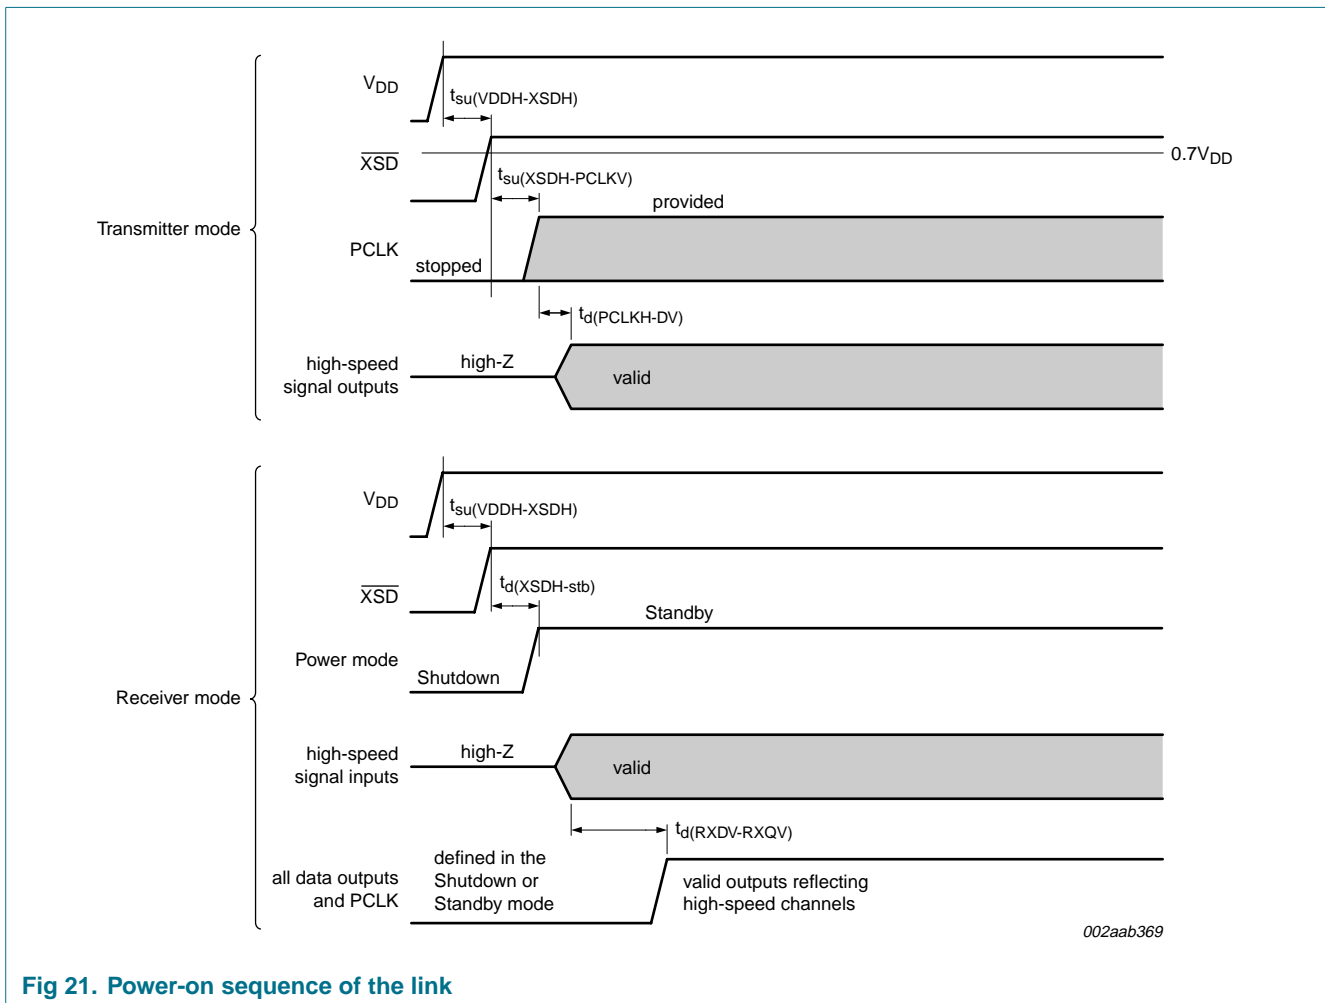 Transmitter mode
VDD
tsu(VDDH-XSDH)
XSD
0.7VDD
tsu(XSDH-PCLKV)
provided
PCLK
stopped
td(PCLKH-DV)
high-speed
signal outputs
high-Z
valid
Receiver mode
VDD
tsu(VDDH-XSDH)
XSD
td(XSDH-stb)
Standby
Power mode
Shutdown
high-speed
signal inputs
high-Z
valid
td(RXDV-RXQV)
all data outputs
and PCLK
defined in the
Shutdown or
Standby mode
valid outputs reflecting
high-speed channels
002aab369
Fig 21. Power-on sequence of the link